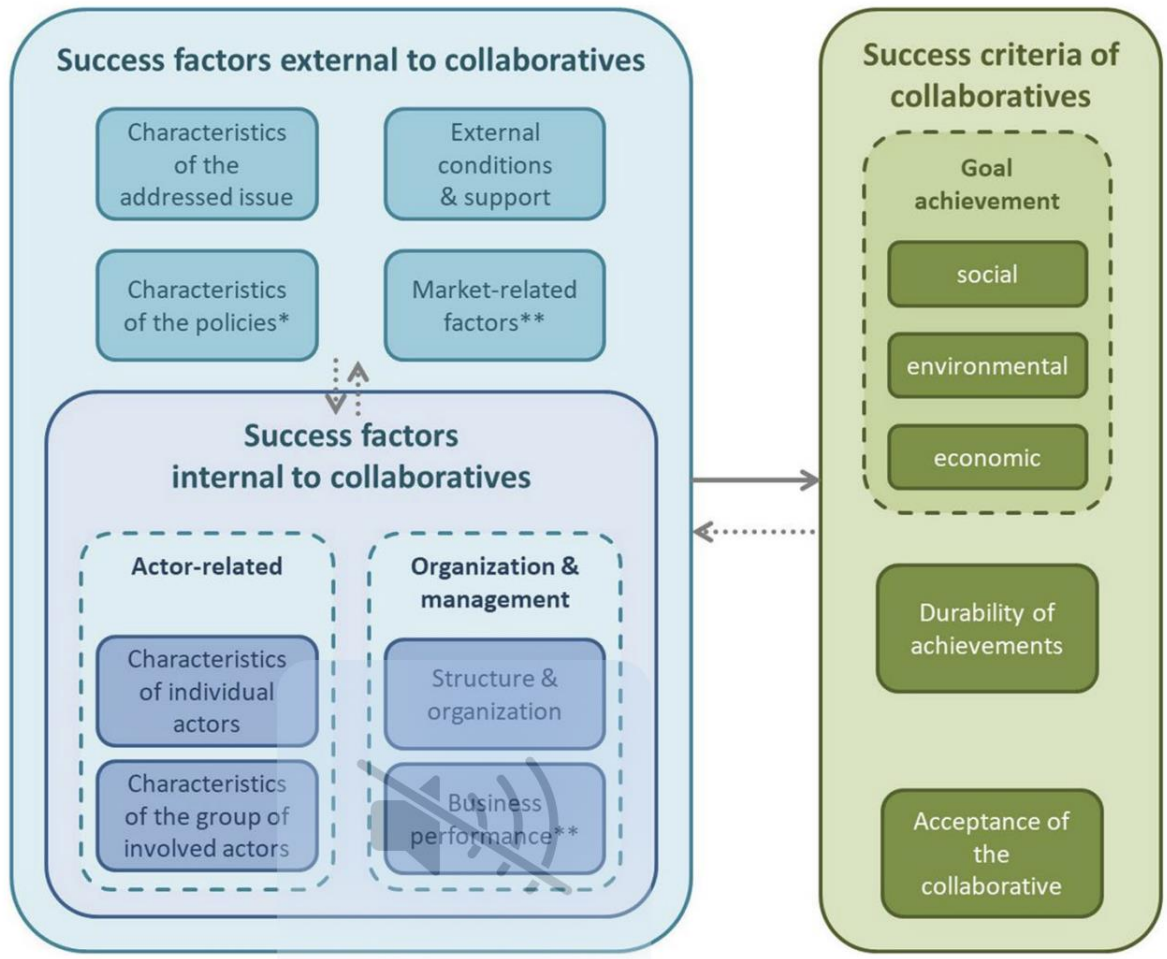 Success factors external to collaboratives
Characteristics
of the
addressed issue
External
conditions
& support
Characteristics
of the policies*
Market-related
factors**
Success factors
internal to collaboratives
Actor-related
Characteristics
of individual
actors
Characteristics
of the group of
involved actors
Organization &
management
Structure &
organization
Business
performance**
Success criteria of
collaboratives
Goal
achievement
social
environmental
economic
Durability of
achievements
Acceptance of
the
collaborative